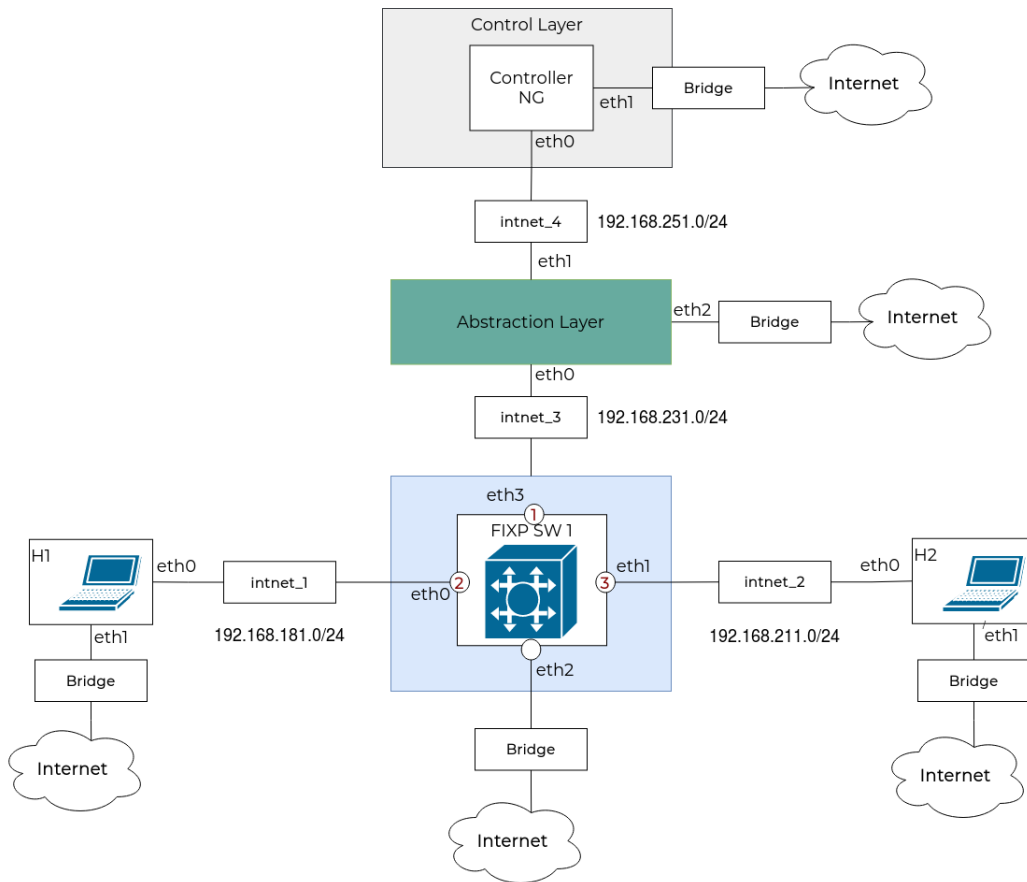 Control Layer
Controller
NG
eth1
Bridge
Internet
eth0
intnet_4
192.168.251.0/24
eth1
Abstraction Layer
eth2
Bridge
Internet
eth0
intnet_3
192.168.231.0/24
eth3
1
FIXP SW 1
H1
eth0
intnet_1
eth0
2
3
eth1
intnet_2
eth0
H2
192.168.181.0/24
192.168.211.0/24
eth1
eth2
eth1
Bridge
Bridge
Bridge
Internet
Internet
Internet